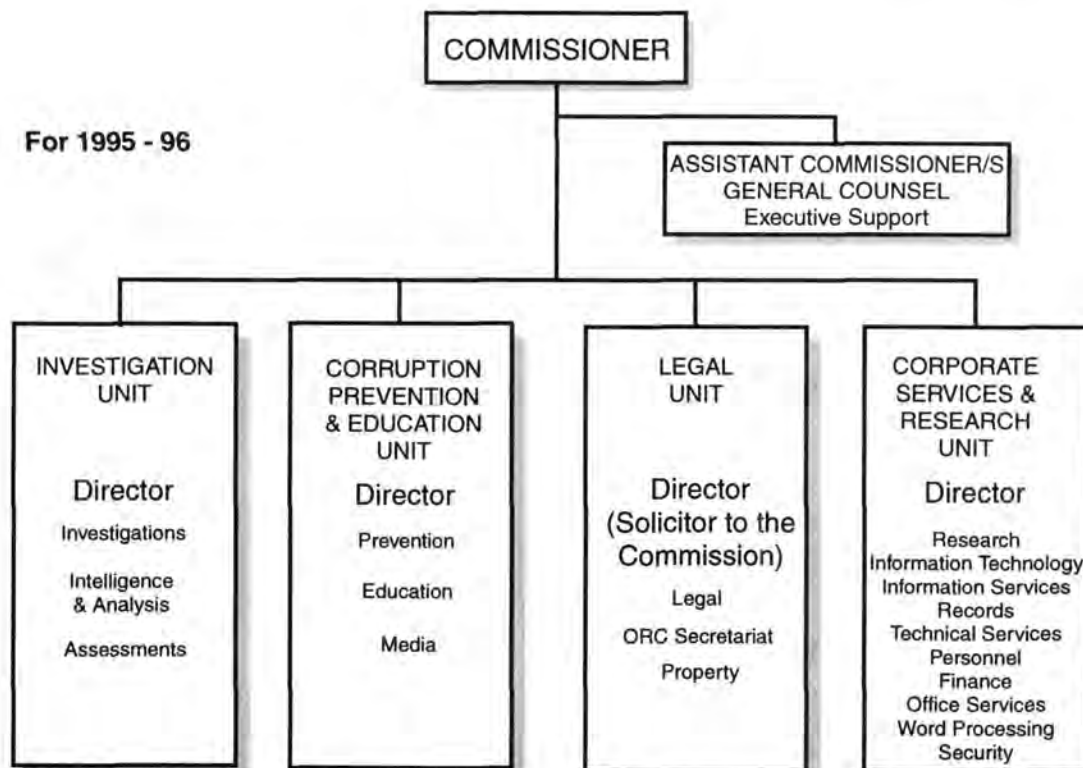 COMMISSIONER
For 1995 - 96
ASSISTANT COMMISSIONER/S
GENERAL COUNSEL
Executive Support
INVESTIGATION
UNIT
Director
Investigations
Intelligence
& Analysis
Assessments
CORRUPTION
PREVENTION
& EDUCATION
UNIT
Director
Prevention
Education
Media
LEGAL
UNIT
Director
(Solicitor to the
Commission)
Legal
ORC Secretariat
Property
CORPORATE
SERVICES &
RESEARCH
UNIT
Director
Research
Information Technology
Information Services
Records
Technical Services
Personnel
Finance
Office Services
Word Processing
Security